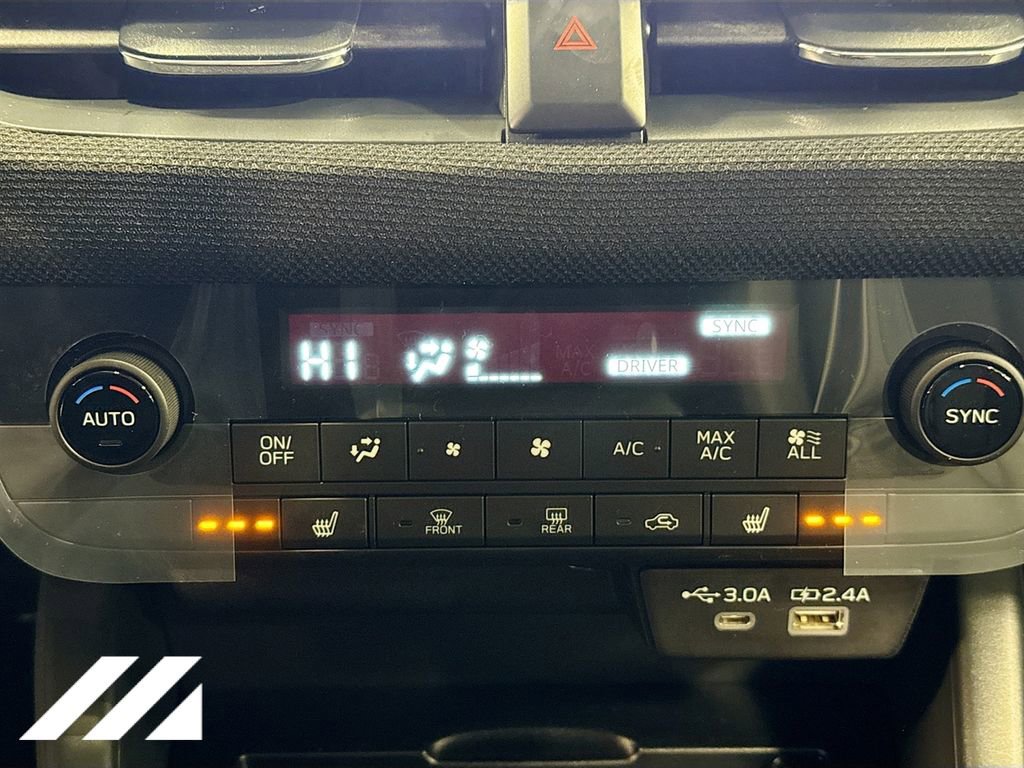 SYNC
SYNC
HI
MAX
A/C
DRIVER
AUTO
SYNC
ON/
OFF
A/C
MAX
A/C
ALL
FRONT
REAR
3.0A
2.4A